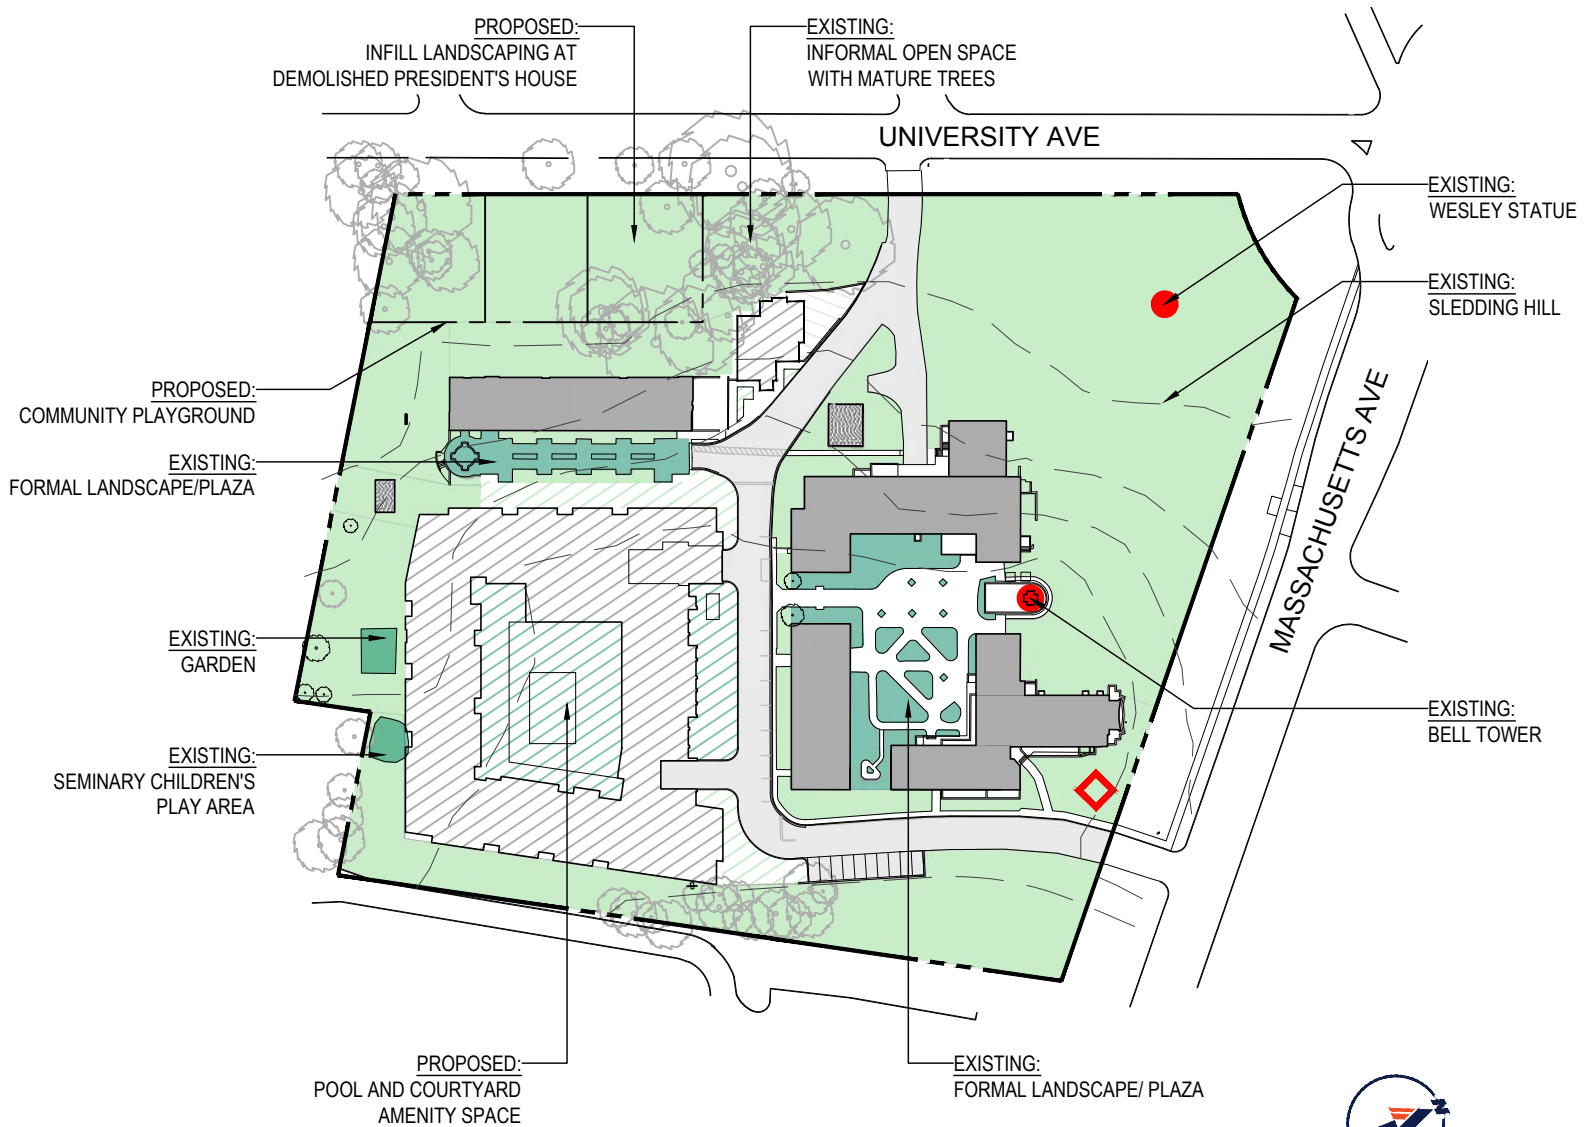 PROPOSED:
INFILL LANDSCAPING AT
DEMOLISHED PRESIDENT'S HOUSE
EXISTING:
INFORMAL OPEN SPACE
WITH MATURE TREES
UNIVERSITY AVE
EXISTING:
WESLEY STATUE
EXISTING:
SLEDDING HILL
PROPOSED:
COMMUNITY PLAYGROUND
MASSACHUSETTS AVE
EXISTING:
FORMAL LANDSCAPE/PLAZA
EXISTING:
GARDEN
EXISTING:
BELL TOWER
EXISTING:
SEMINARY CHILDREN'S
PLAY AREA
PROPOSED:
POOL AND COURTYARD
AMENITY SPACE
EXISTING:
FORMAL LANDSCAPE/ PLAZA
N